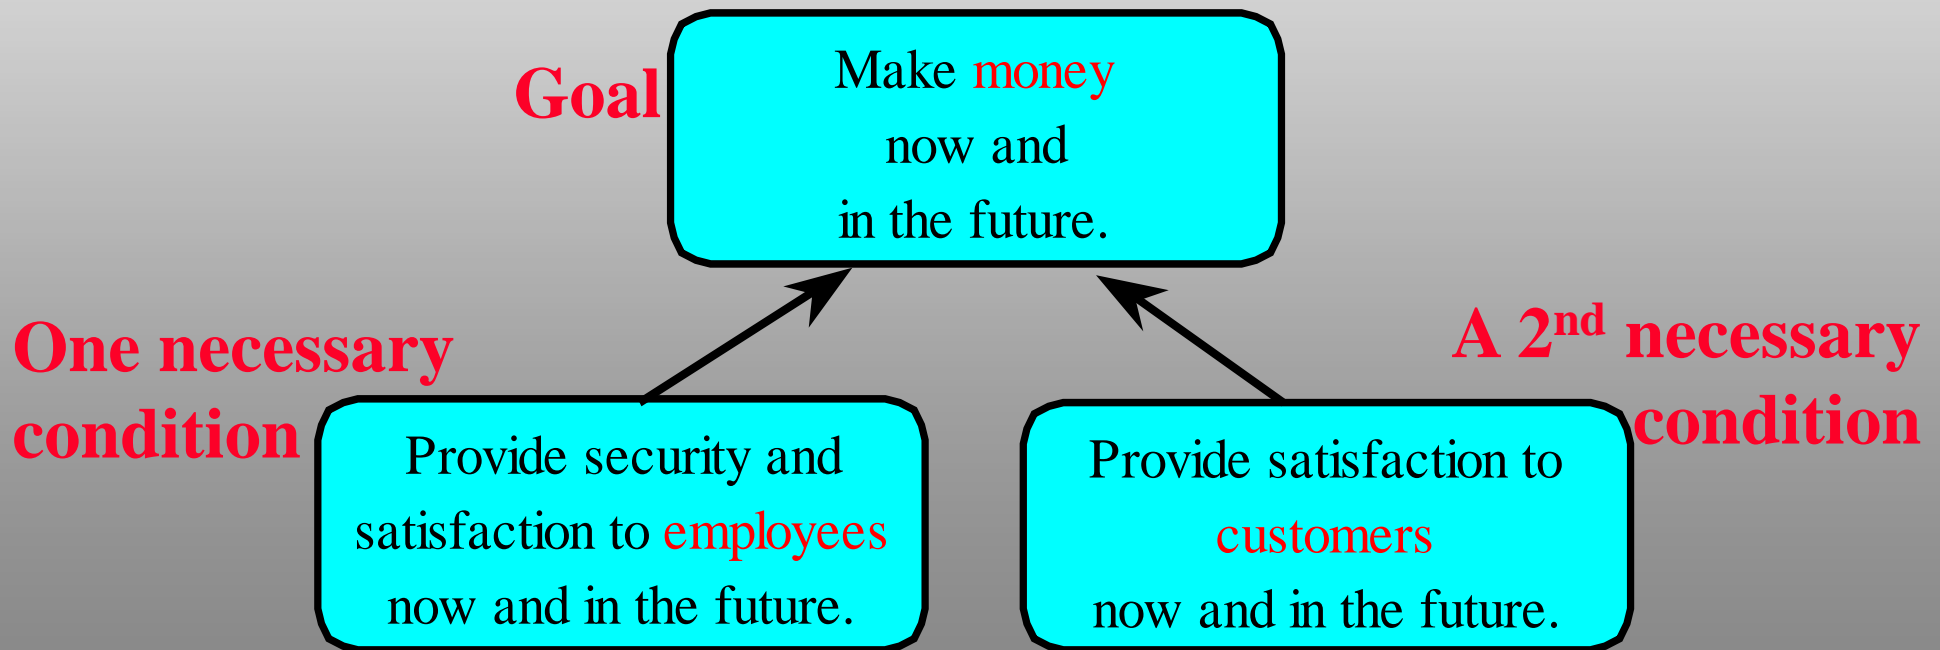 Goal
Make money
now and
in the future.
One necessary
condition
A 2nd necessary
condition
Provide security and
satisfaction to employees
now and in the future.
Provide satisfaction to
customers
now and in the future.